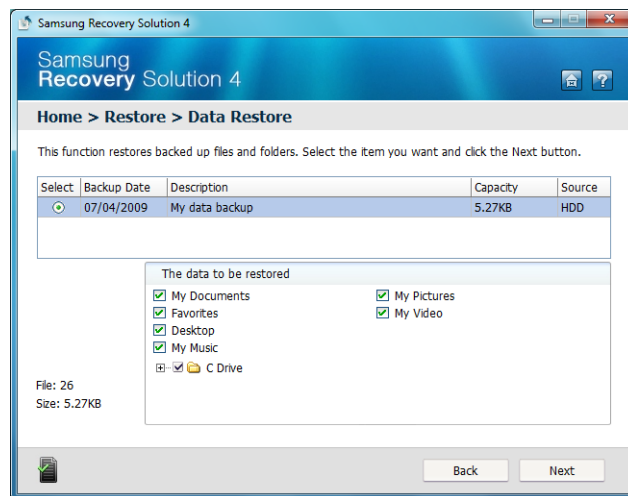 Samsung Recovery Solution 4
Samsung
Recovery Solution 4
Home > Restore > Data Restore
This function restores backed up files and folders. Select the item you want and click the Next button.
Select Backup Date Description Capacity Source
07/04/2009 My data backup 5.27KB HDD
The data to be restored
My Documents My Pictures
Favorites My Video
Desktop
My Music
C Drive
File: 26
Size: 5.27KB
Back Next